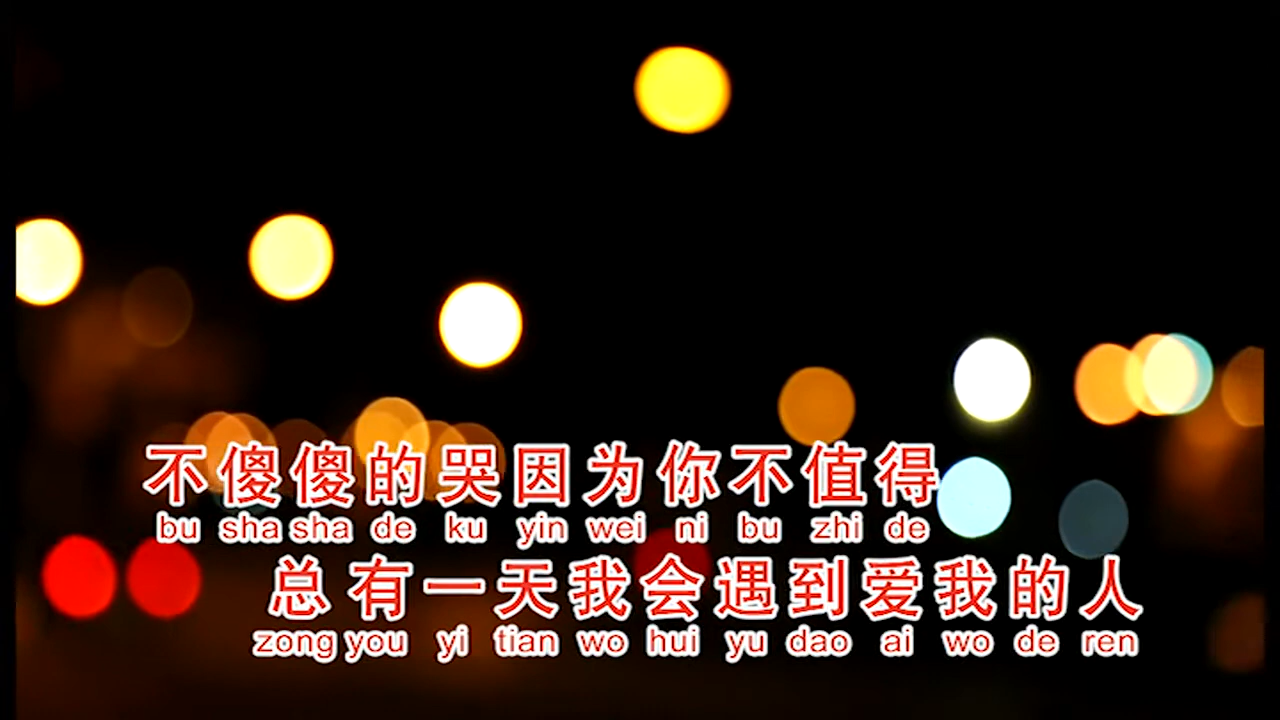 不傻傻的哭因为你不值得
bu sha sha de ku yin wei ni bu zhi de
总有一天我会遇到爱我的人
zong you yi tian wo hui yu dao ai wo de ren